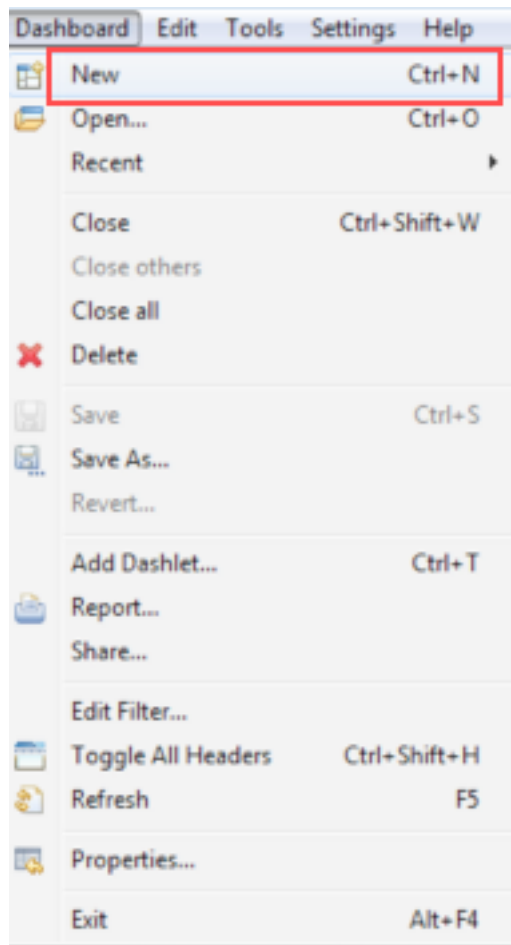 Dashboard Edit Tools Settings Help
New Ctrl+N
Open... Ctrl+O
Recent
Close Ctrl+Shift+W
Close others
Close all
Delete
Save Ctrl+S
Save As...
Revert...
Add Dashlet... Ctrl+T
Report...
Share...
Edit Filter...
Toggle All Headers Ctrl+Shift+H
Refresh F5
Properties...
Exit Alt+F4